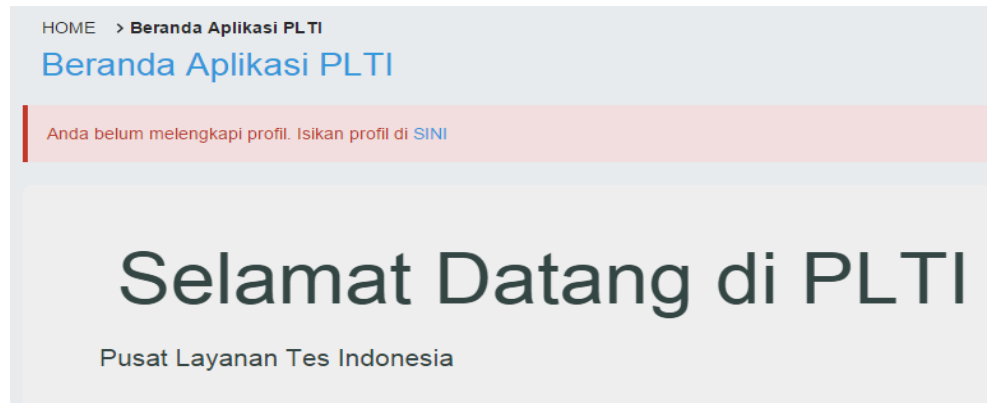 HOME > Beranda Aplikasi PLTI
Beranda Aplikasi PLTI
Anda belum melengkapi profil. Isikan profil di SINI
Selamat Datang di PLTI
Pusat Layanan Tes Indonesia